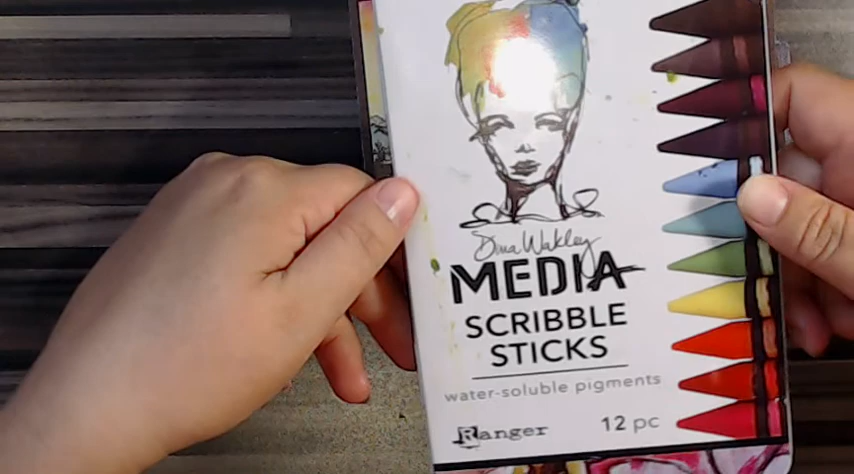 Dina Wakley
MEDIA
SCRIBBLE
STICKS
water-soluble pigments
Ranger 12 pc